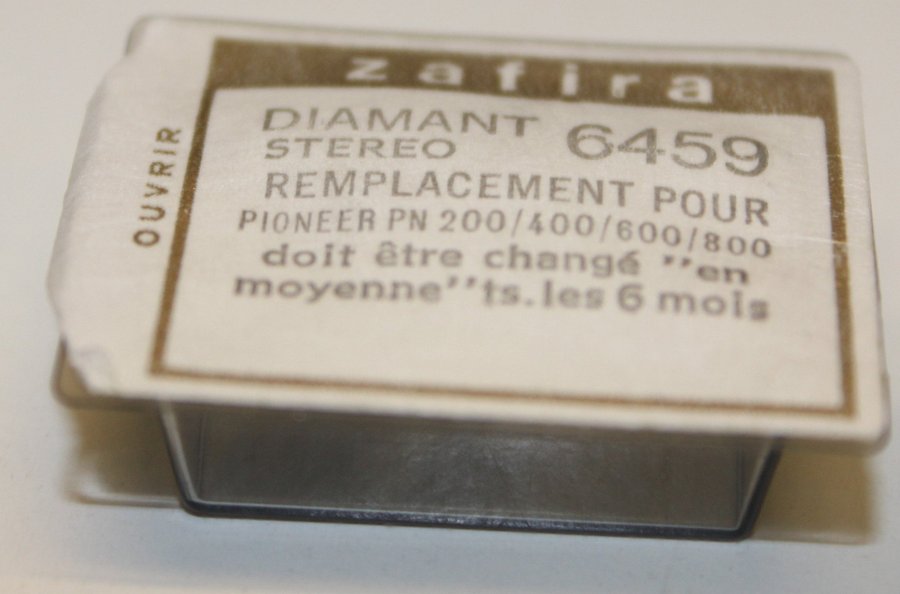 zafira
DIAMANT
STEREO
6459
REMPLACEMENT POUR
PIONEER PN 200/400/600/800
doit être changé "en
moyenne"ts.les 6 mois
OUVRIR